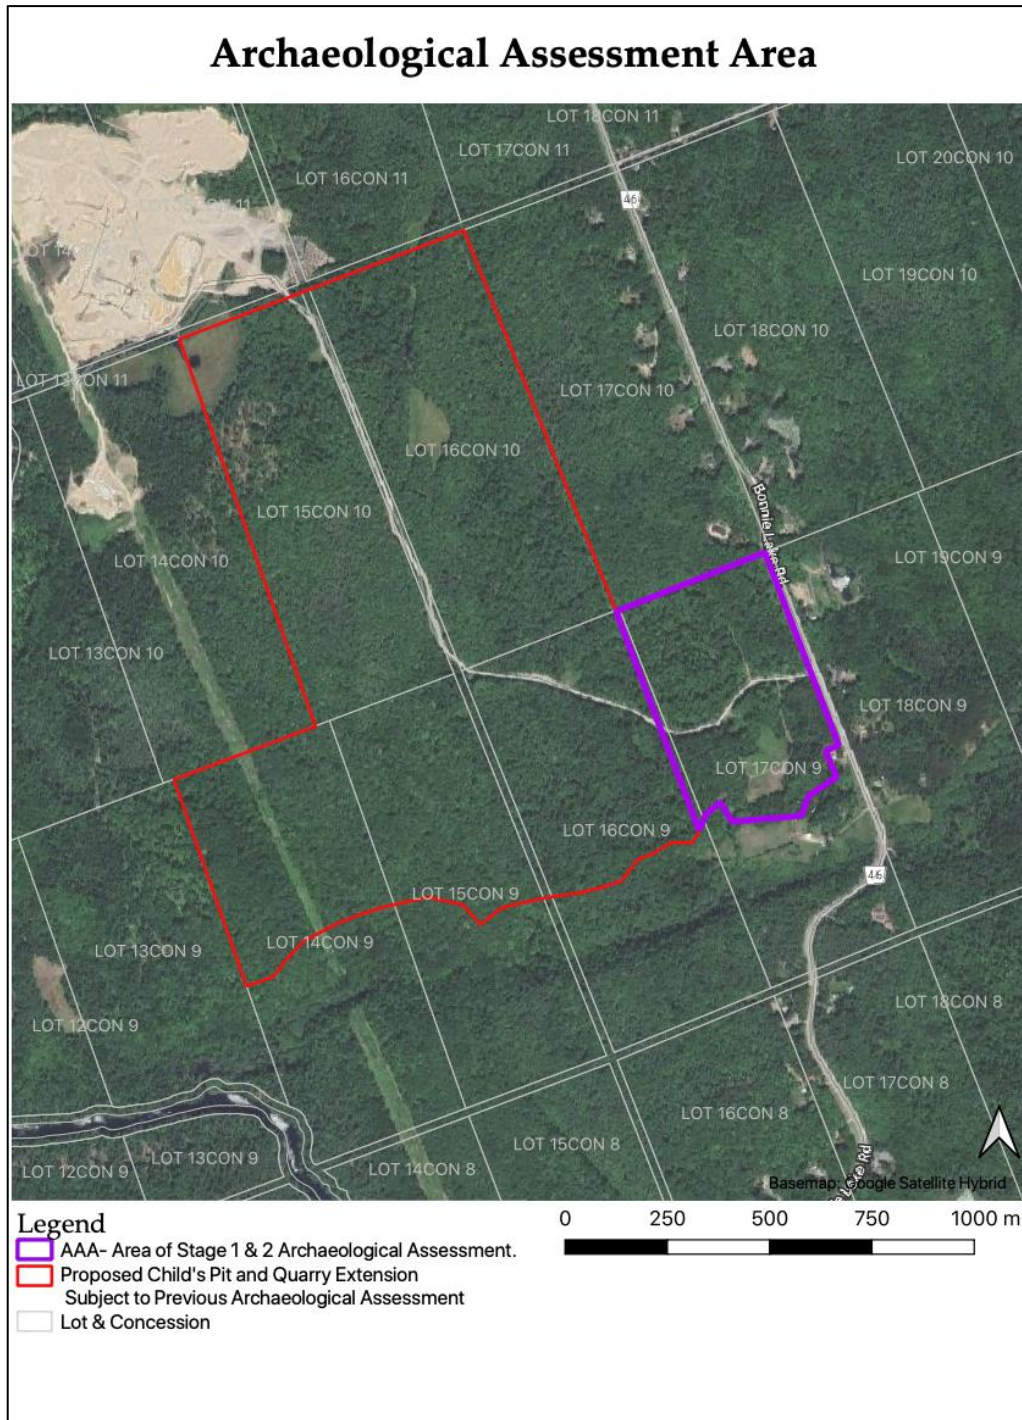 Archaeological Assessment Area
LOT 18CON 11
LOT 17CON 11
LOT 20CON 10
LOT 16CON 11
46
LOT 19CON 10
LOT 18CON 10
LOT 13CON 11
LOT 17CON 10
LOT 16CON 10
LOT 15CON 10
Bonnie Lake Rd
LOT 14CON 10
LOT 19CON 9
LOT 13CON 10
LOT 18CON 9
LOT 17CON 9
LOT 16CON 9
46
LOT 15CON 9
LOT 14CON 9
LOT 13CON 9
LOT 18CON 8
LOT 12CON 9
LOT 17CON 8
LOT 16CON 8
LOT 15CON 8
LOT 13CON 9
LOT 14CON 8
LOT 12CON 9
Rd
Basemap: Google Satellite Hybrid
Legend
0 250 500 750 1000 m
AAA- Area of Stage 1 & 2 Archaeological Assessment.
Proposed Child's Pit and Quarry Extension
Subject to Previous Archaeological Assessment
Lot & Concession